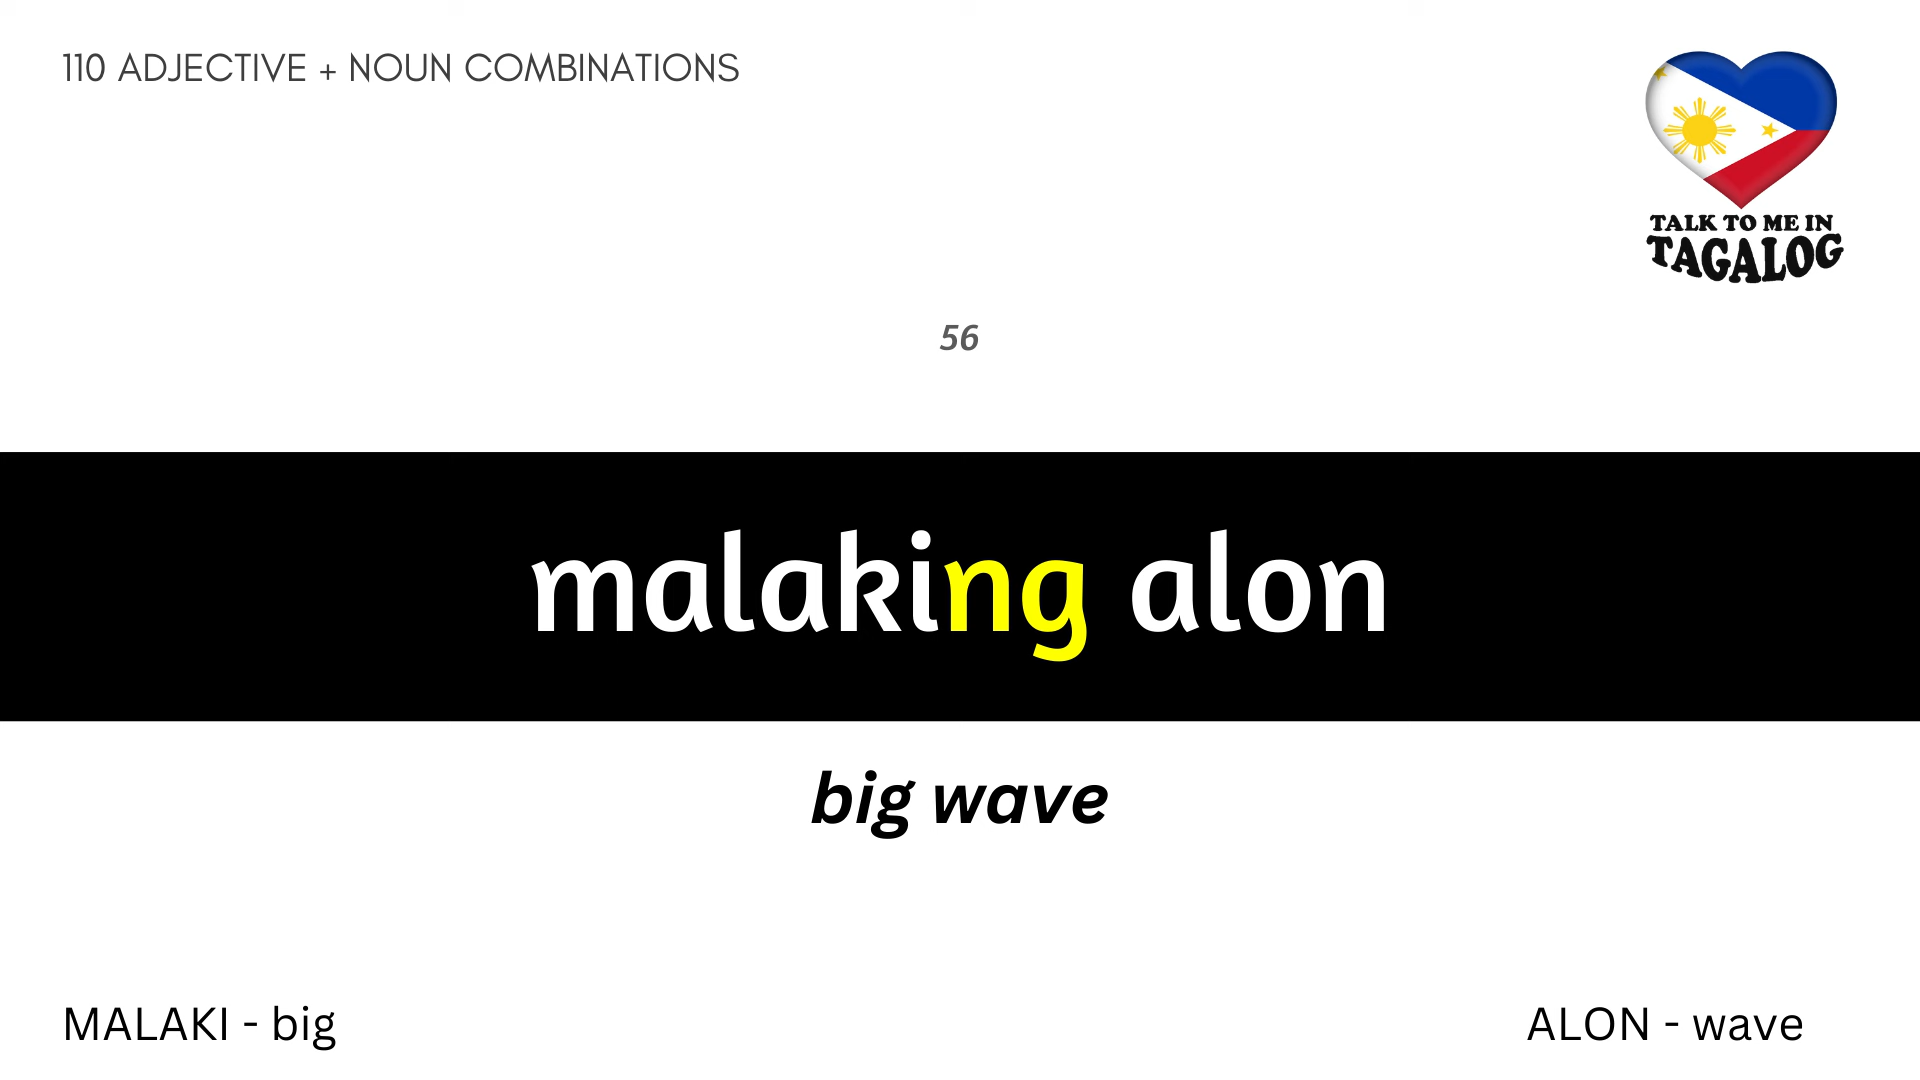 110 ADJECTIVE + NOUN COMBINATIONS
TALK TO ME IN
TAGALOG
56
malaking alon
big wave
MALAKI - big
ALON - wave